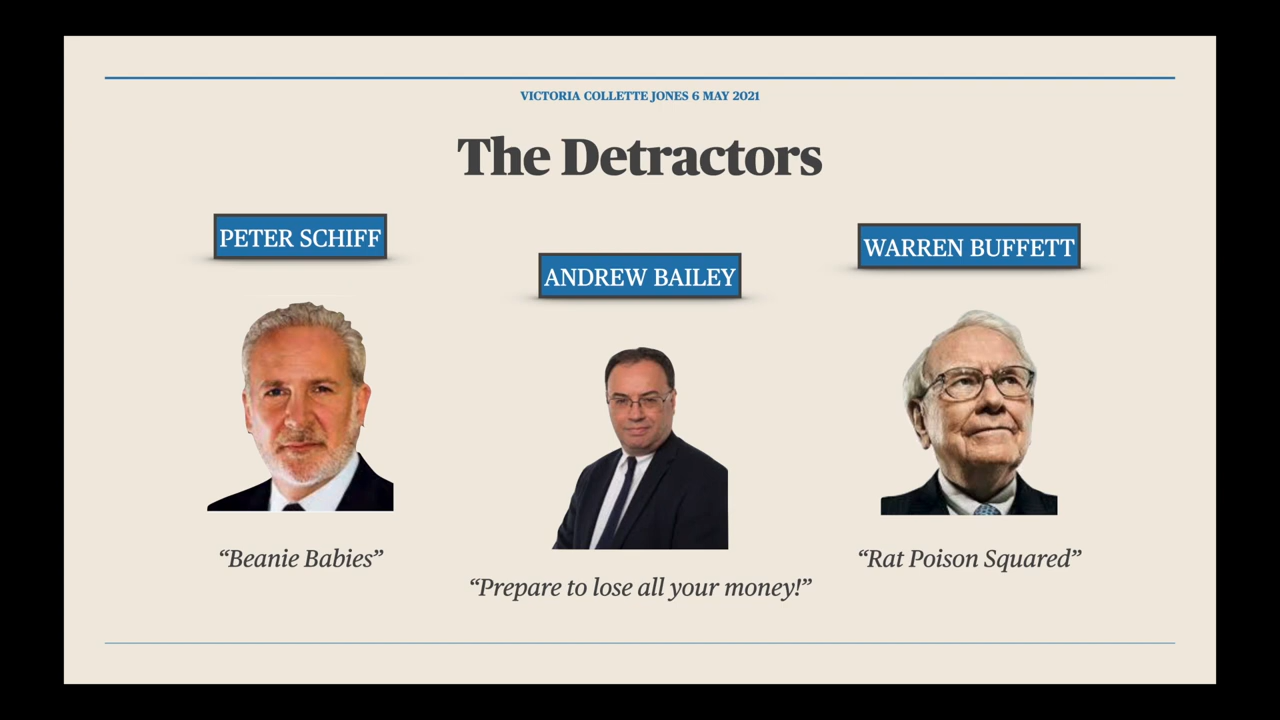 VICTORIA COLLETTE JONES 6 MAY 2021
The Detractors
PETER SCHIFF
ANDREW BAILEY
WARREN BUFFETT
“Beanie Babies”
“Prepare to lose all your money!”
“Rat Poison Squared”